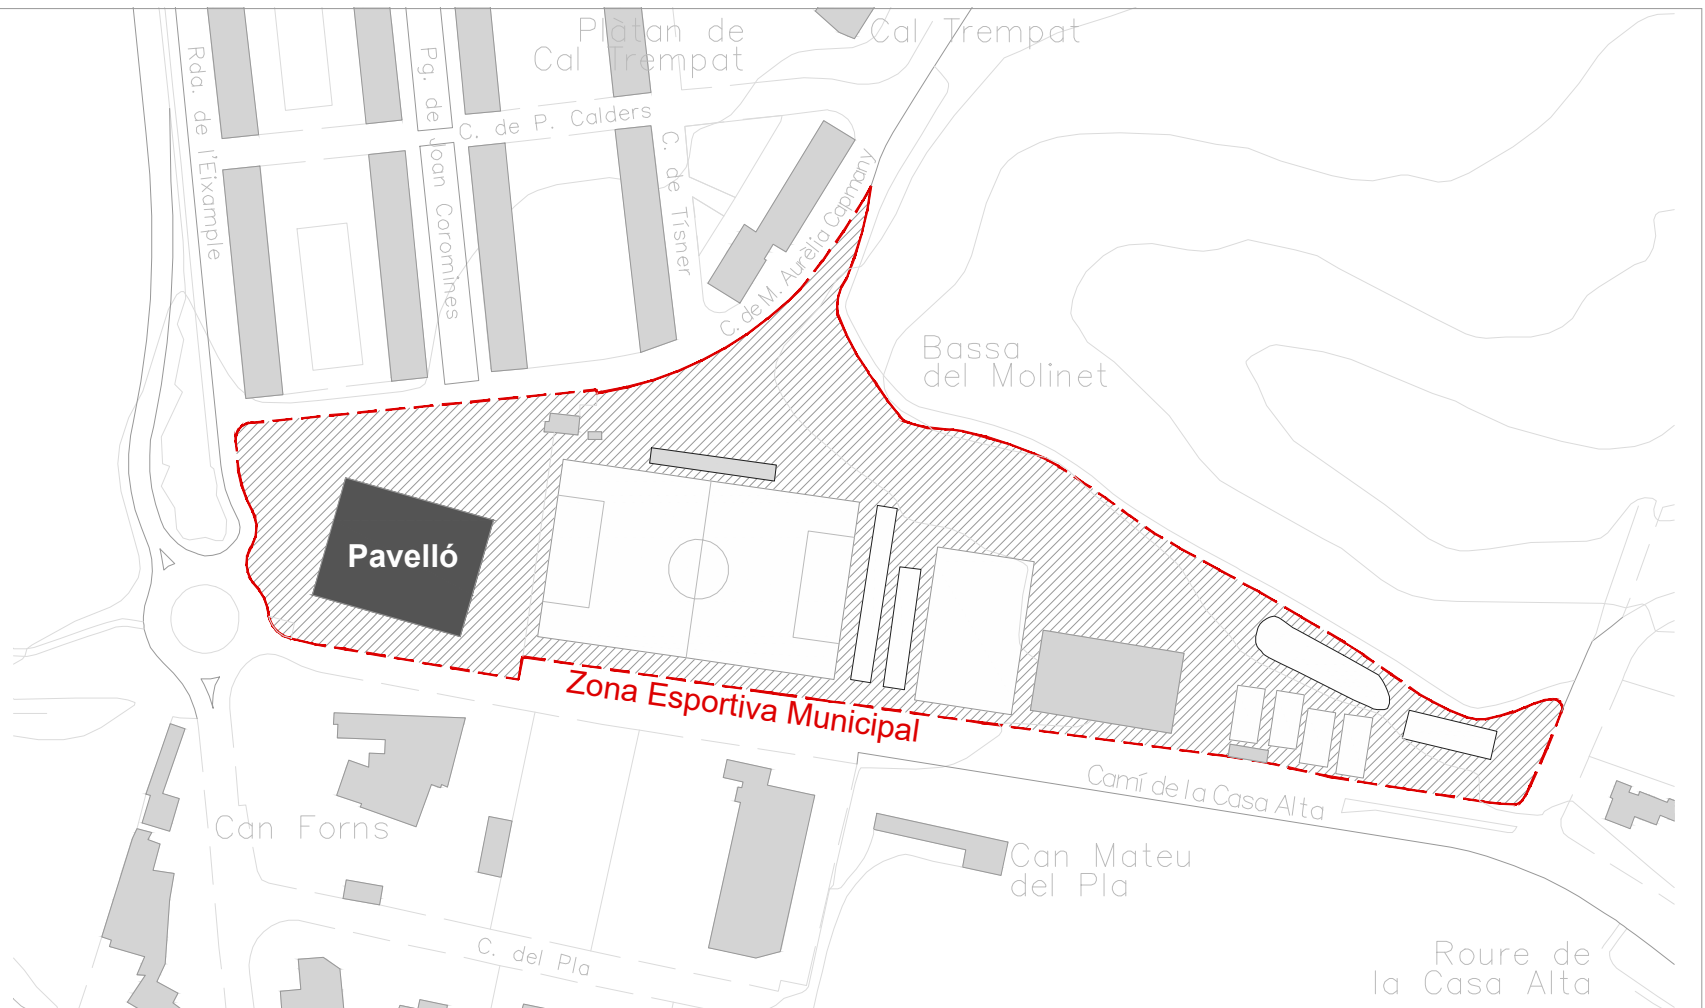 Plàtan de
Cal Trempat
Cal Trempat
Rda. de l'Eixample
Pg. de Joan Coromines
C. de P. Calders
C. de Tísner
C. de M. Aurèlia Capmany
Bassa
del Molinet
Pavelló
Zona Esportiva Municipal
Camí de la Casa Alta
Can Forns
Can Mateu
del Pla
C. del Pla
Roure de
la Casa Alta